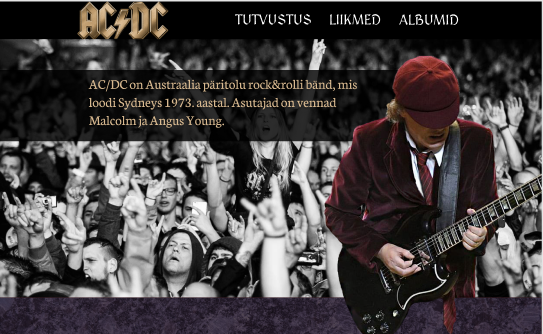 AC/DC
TUTVUSTUS LIIKMED ALBUMID
AC/DC on Austraalia päritolu rock&rolli bänd, mis
loodi Sydneys 1973. aastal. Asutajad on vennad
Malcolm ja Angus Young.